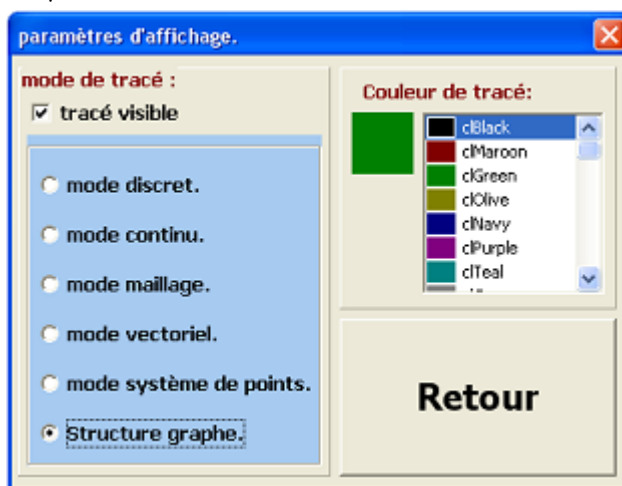 paramètres d'affichage.
mode de tracé :
tracé visible
mode discret.
mode continu.
mode maillage.
mode vectoriel.
mode système de points.
Structure graphe.
Couleur de tracé:
clBlack
clMaroon
clGreen
clOlive
clNavy
clPurple
clTeal
Retour